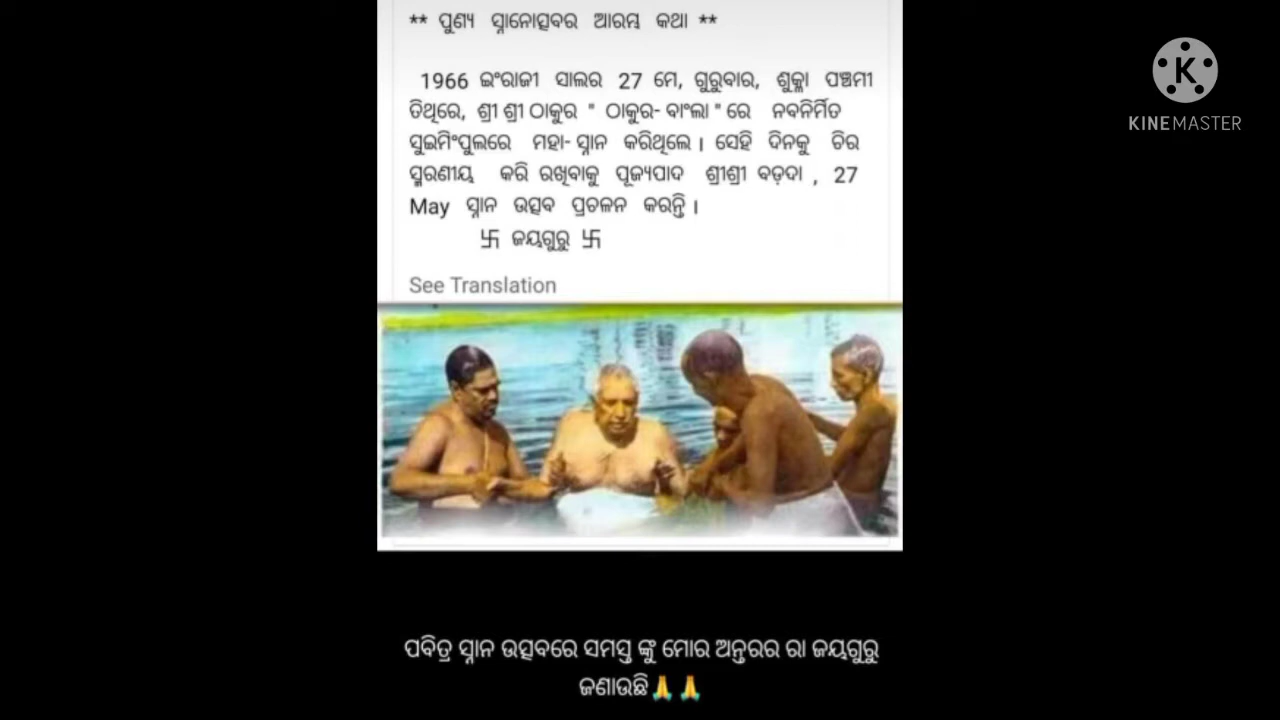 ** ପୁଣ୍ୟ ସ୍ନାନୋତ୍ସବର ଆରମ୍ଭ କଥା **
1966 ଇଂରାଜୀ ସାଲର 27 ମେ, ଗୁରୁବାର, ଶୁକ୍ଳା ପଞ୍ଚମୀ
ତିଥିରେ, ଶ୍ରୀ ଶ୍ରୀ ଠାକୁର " ଠାକୁର- ବାଂଲା " ରେ ନବନିର୍ମିତ
ସୁଇମିଂପୁଲରେ ମହା- ସ୍ନାନ କରିଥିଲେ । ସେହି ଦିନକୁ ଚିର
ସ୍ମରଣୀୟ କରି ରଖିବାକୁ ପୂଜ୍ୟପାଦ ଶ୍ରୀଶ୍ରୀ ବଡ଼ଦା , 27
May ସ୍ନାନ ଉତ୍ସବ ପ୍ରଚଳନ କରନ୍ତି ।
卐 ଜୟଗୁରୁ 卐
See Translation
K
KINEMASTER
ପବିତ୍ର ସ୍ନାନ ଉତ୍ସବରେ ସମସ୍ତ ଙ୍କୁ ମୋର ଅନ୍ତରର ରା ଜୟଗୁରୁ
ଜଣାଉଛି🙏🙏